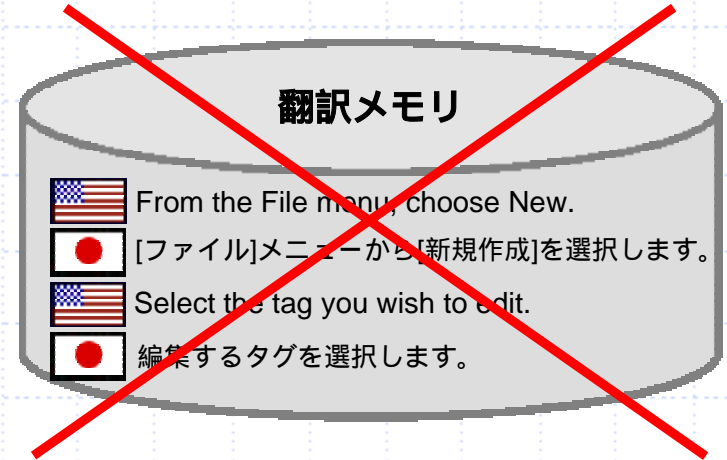 翻訳メモリ
From the File menu, choose New.
[ファイル]メニューから[新規作成]を選択します。
Select the tag you wish to edit.
編集するタグを選択します。